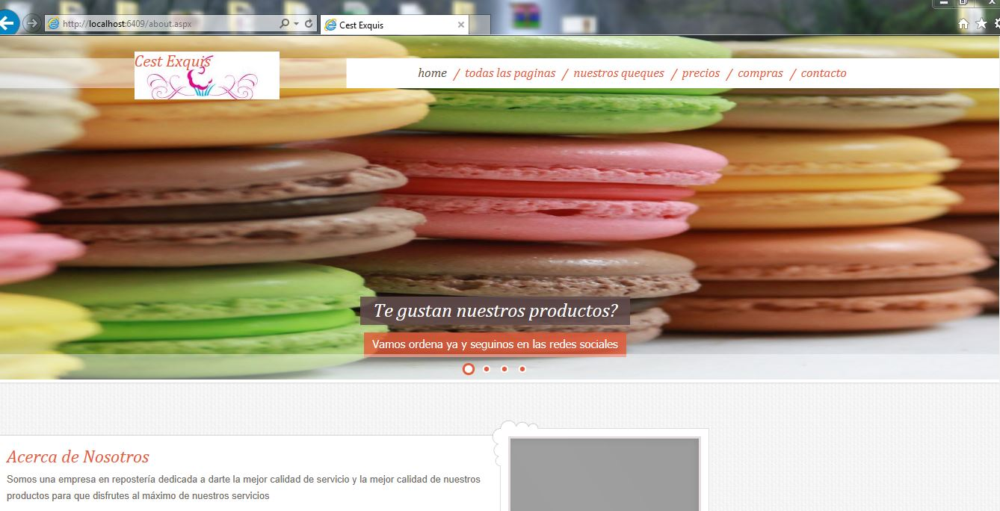 http://localhost:6409/about.aspx
Cest Exquis
Cest Exquis
home / todas las paginas / nuestros queques / precios / compras / contacto
Te gustan nuestros productos?
Vamos ordena ya y seguinos en las redes sociales
Acerca de Nosotros
Somos una empresa en repostería dedicada a darte la mejor calidad de servicio y la mejor calidad de nuestros
productos para que disfrutes al máximo de nuestros servicios